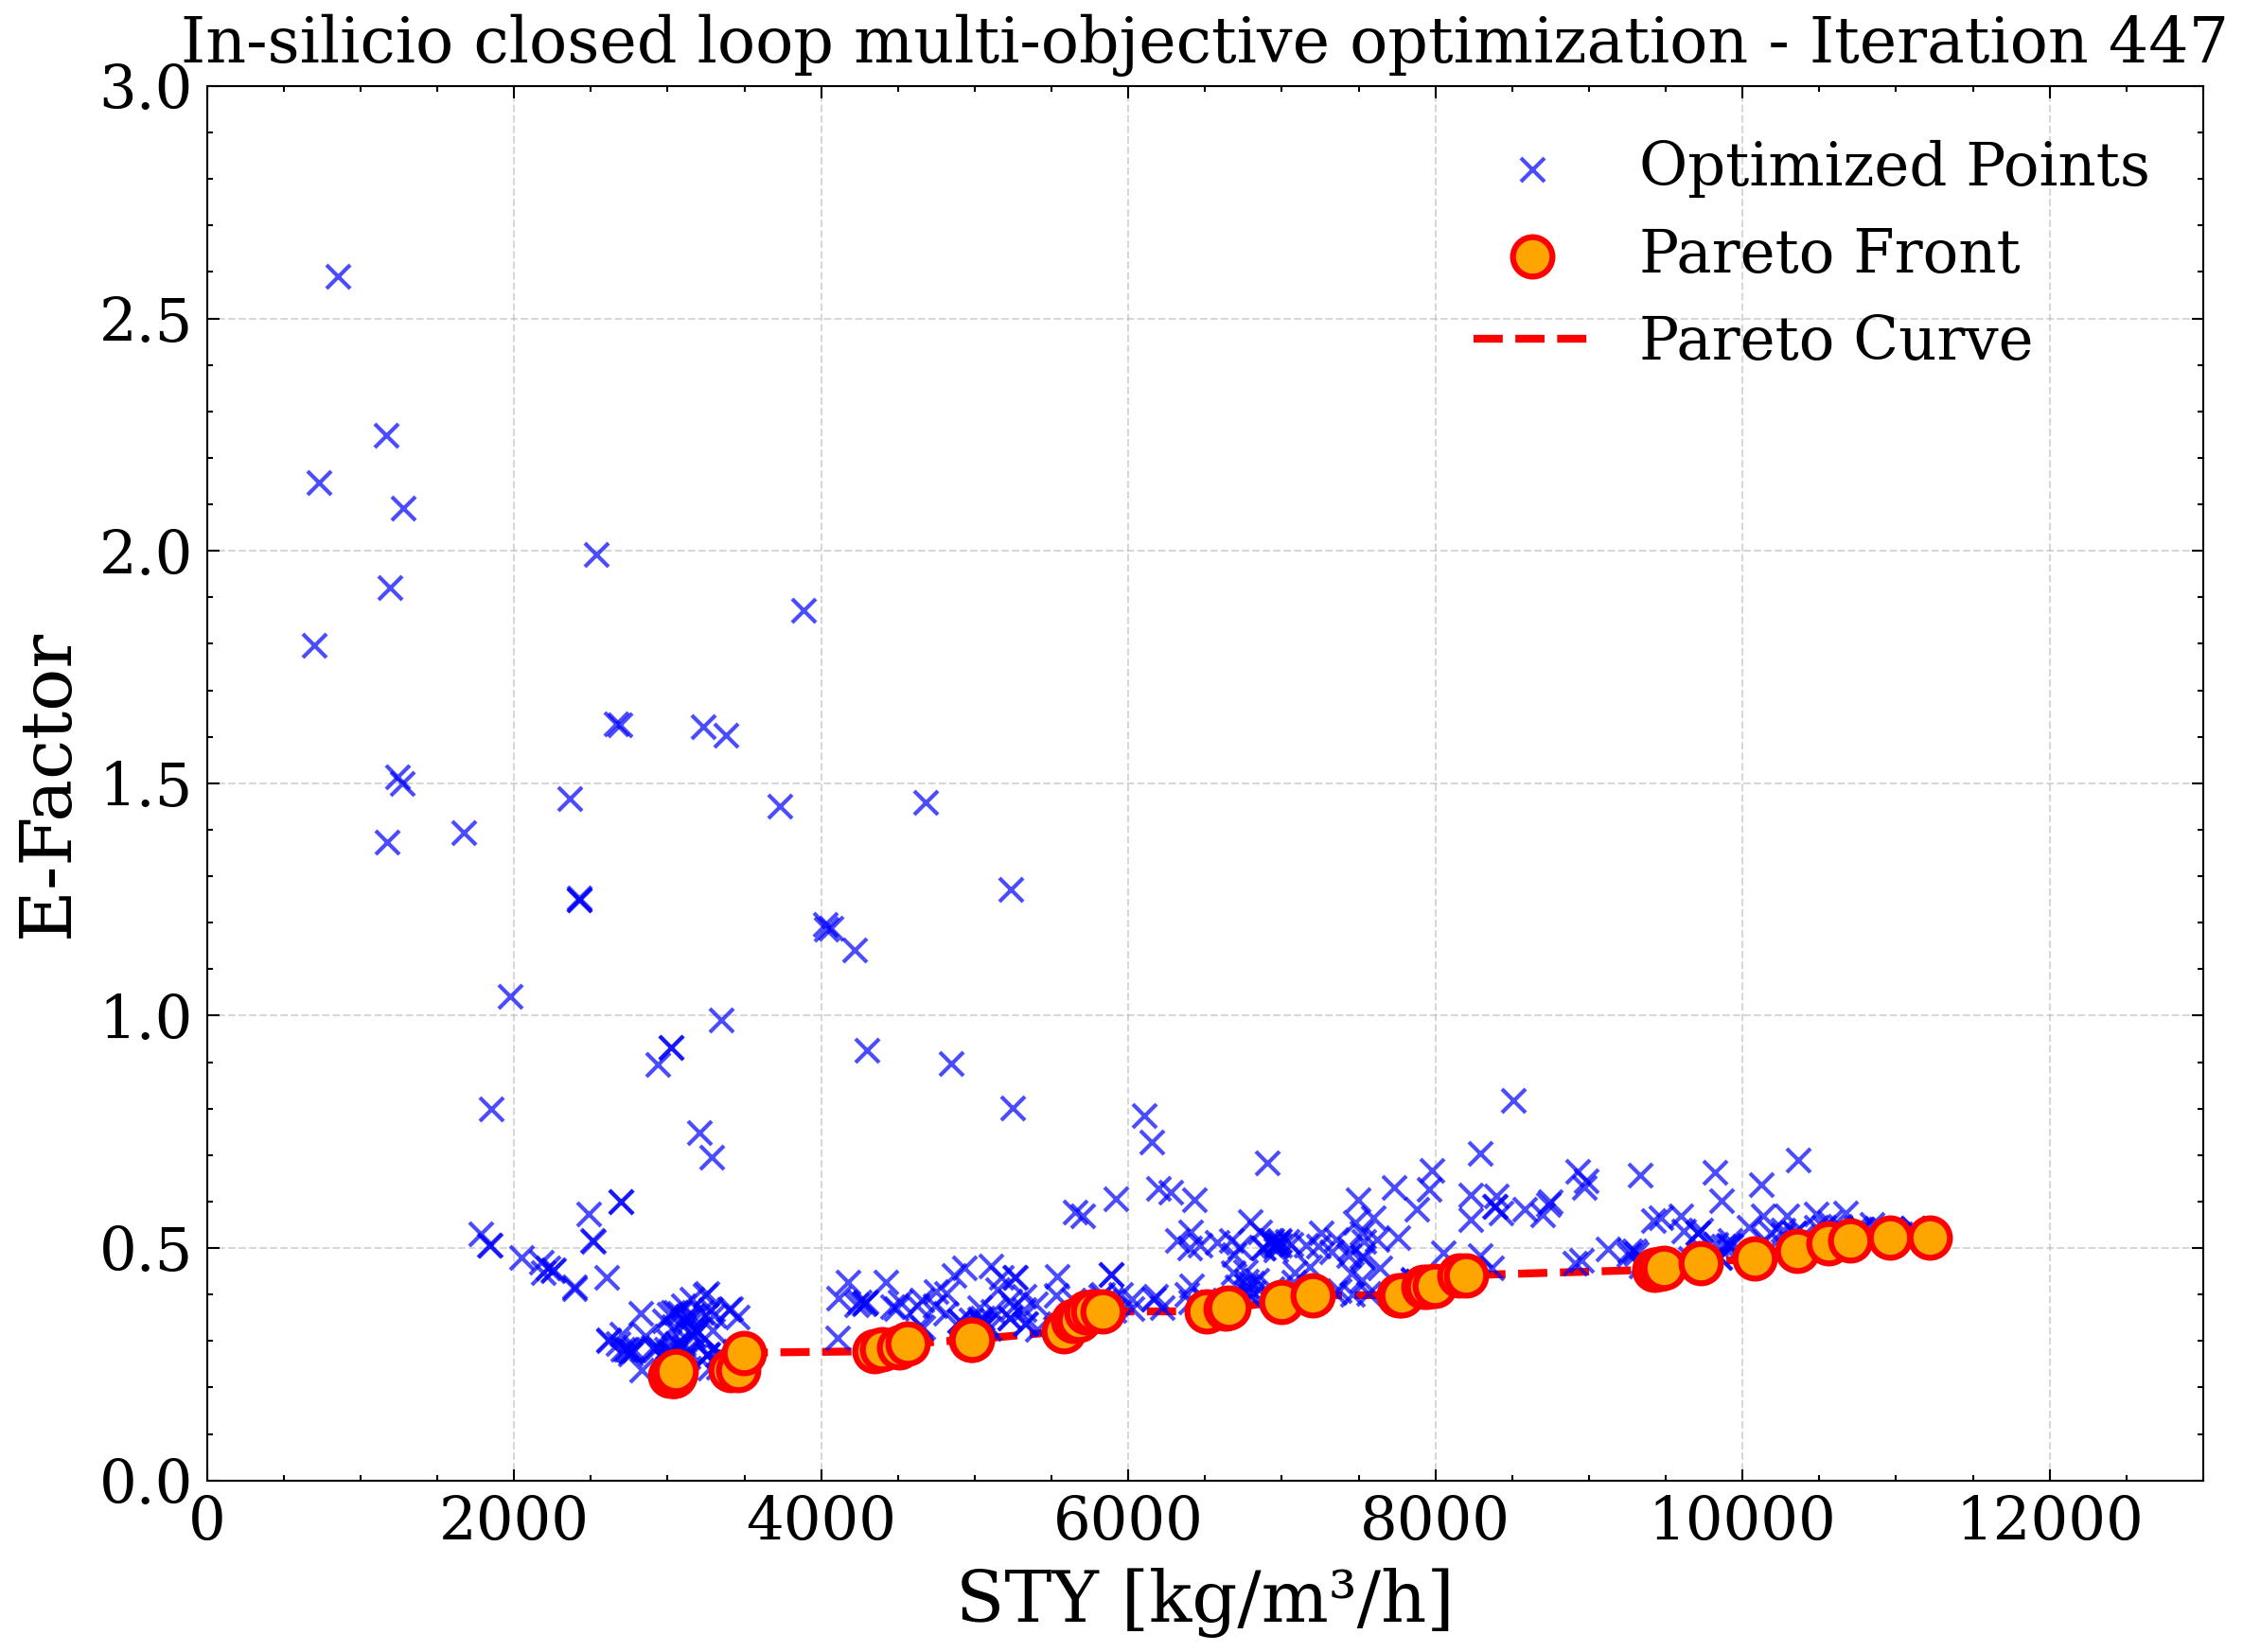 In-silicio closed loop multi-objective optimization - Iteration 447
3.0
2.5
2.0
1.5
1.0
0.5
0.0
E-Factor
Optimized Points
Pareto Front
Pareto Curve
0 2000 4000 6000 8000 10000 12000
STY [kg/m³/h]